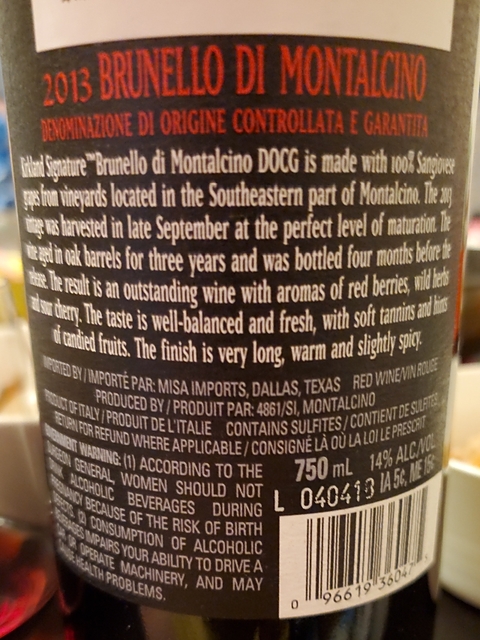 2013 BRUNELLO DI MONTALCINO
DENOMINAZIONE DI ORIGINE CONTROLLATA E GARANTITA
Kirkland Signature™ Brunello di Montalcino DOCG is made with 100% Sangiovese
grapes from vineyards located in the Southeastern part of Montalcino. The 2013
vintage was harvested in late September at the perfect level of maturation. The
wine aged in oak barrels for three years and was bottled four months before the
release. The result is an outstanding wine with aromas of red berries, wild herbs
and sour cherry. The taste is well-balanced and fresh, with soft tannins and hints
of candied fruits. The finish is very long, warm and slightly spicy.
IMPORTED BY / IMPORTÉ PAR: MISA IMPORTS, DALLAS, TEXAS RED WINE/VIN ROUGE
PRODUCED BY / PRODUIT PAR: 4861/SI, MONTALCINO
PRODUCT OF ITALY / PRODUIT DE L'ITALIE CONTAINS SULFITES / CONTIENT DE SULFITES
RETURN FOR REFUND WHERE APPLICABLE / CONSIGNÉ LÀ OÙ LA LOI LE PRESCRIT
GOVERNMENT WARNING: (1) ACCORDING TO THE
SURGEON GENERAL, WOMEN SHOULD NOT
DRINK ALCOHOLIC BEVERAGES DURING
PREGNANCY BECAUSE OF THE RISK OF BIRTH
DEFECTS. (2) CONSUMPTION OF ALCOHOLIC
BEVERAGES IMPAIRS YOUR ABILITY TO DRIVE A
CAR OR OPERATE MACHINERY, AND MAY
CAUSE HEALTH PROBLEMS.
750 mL 14% ALC/VOL
IA 5¢, ME 15¢
L 040419
0 96619 36047